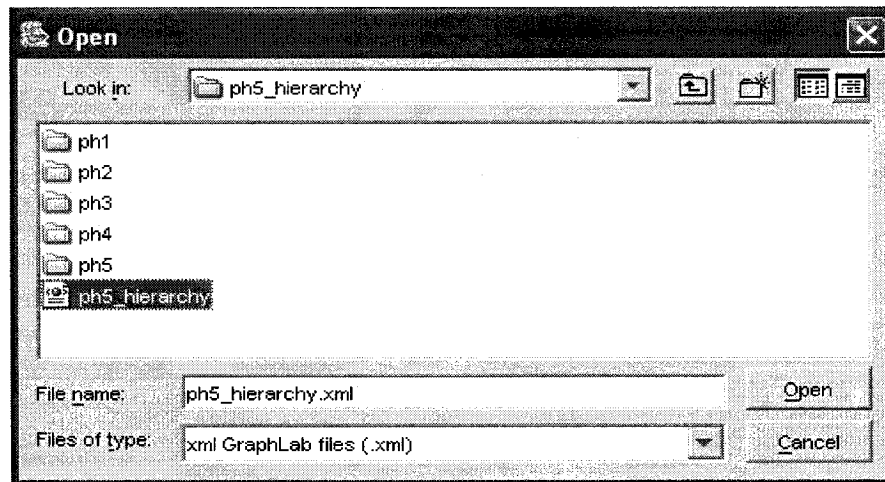 Open
Look in: ph5_hierarchy
ph1
ph2
ph3
ph4
ph5
ph5_hierarchy
File name: ph5_hierarchy.xml Open
Files of type: xml GraphLab files (.xml) Cancel